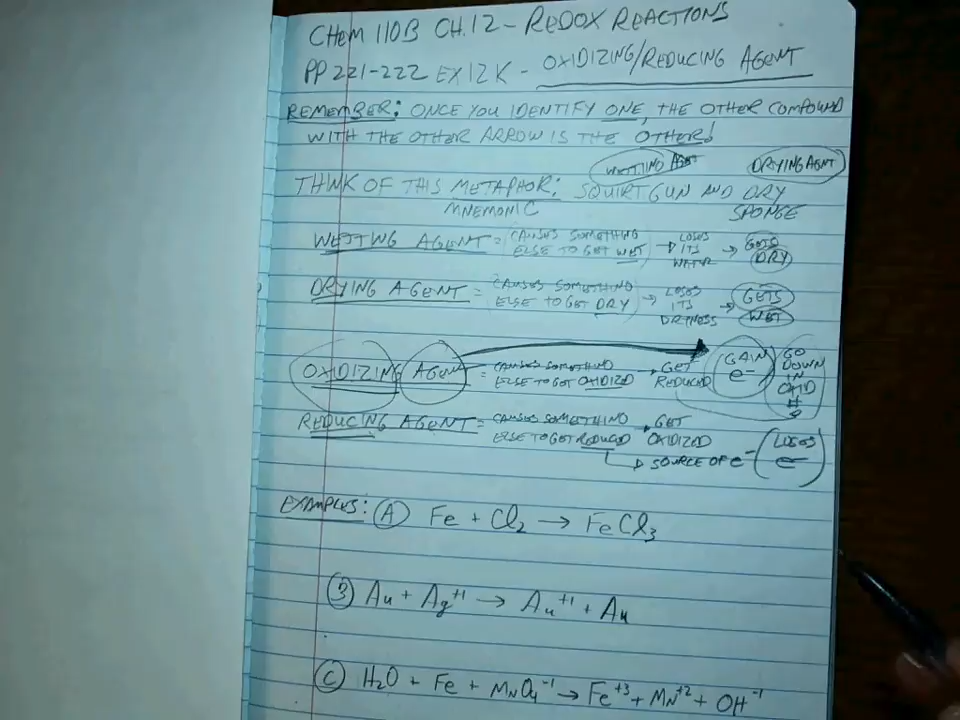 CHEM 110B CH.12 - REDOX REACTIONS
PP 221-222 EX 12K - OXIDIZING/REDUCING AGENT
REMEMBER: ONCE YOU IDENTIFY ONE, THE OTHER COMPOUND
WITH THE OTHER ARROW IS THE OTHER!
WETTING AGENT DRYING AGENT
THINK OF THIS METAPHOR: SQUIRT GUN AND DRY
MNEMONIC SPONGE
WETTING AGENT = CAUSES SOMETHING ELSE TO GET WET → LOSES ITS WATER → GETS DRY
DRYING AGENT = CAUSES SOMETHING ELSE TO GET DRY → LOSES ITS DRYNESS → GETS WET
OXIDIZING AGENT = CAUSES SOMETHING ELSE TO GET OXIDIZED → GET REDUCED (GAIN e-) GO DOWN IN OXID #
REDUCING AGENT = CAUSES SOMETHING ELSE TO GET REDUCED → GET OXIDIZED
→ SOURCE OF e- (LOSES e-)
EXAMPLES: (A) Fe + Cl₂ → FeCl₃
(B) Au + Ag⁺¹ → Au⁺¹ + Au
(C) H₂O + Fe + MnO₄⁻¹ → Fe⁺³ + Mn⁺² + OH⁻¹